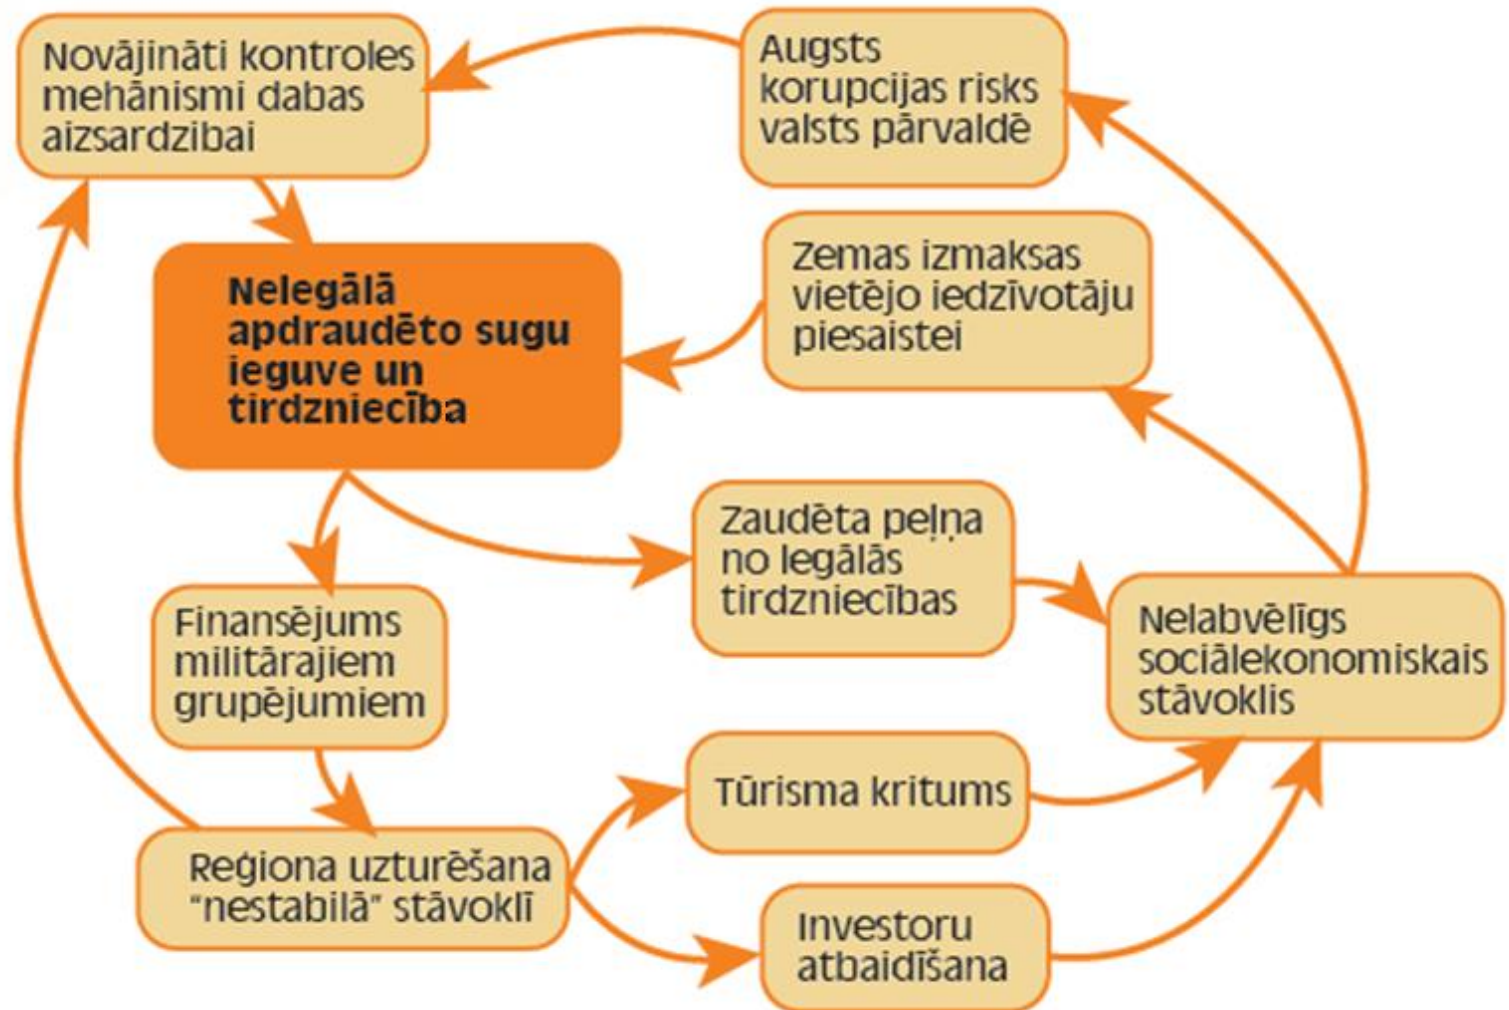 Novājināti kontroles
mehānismi dabas
aizsardzibai
Augsts
korupcijas risks
valsts pārvaldē
Nelegālā
apdraudēto sugu
ieguve un
tirdzniecība
Zemas izmaksas
vietējo iedzīvotāju
piesaistei
Zaudēta peļņa
no legālās
tirdzniecības
Finansējums
militārajiem
grupējumiem
Nelabvēlīgs
sociālekonomiskais
stāvoklis
Tūrisma kritums
Reģiona uzturēšana
“nestabilā” stāvoklī
Investoru
atbaidīšana